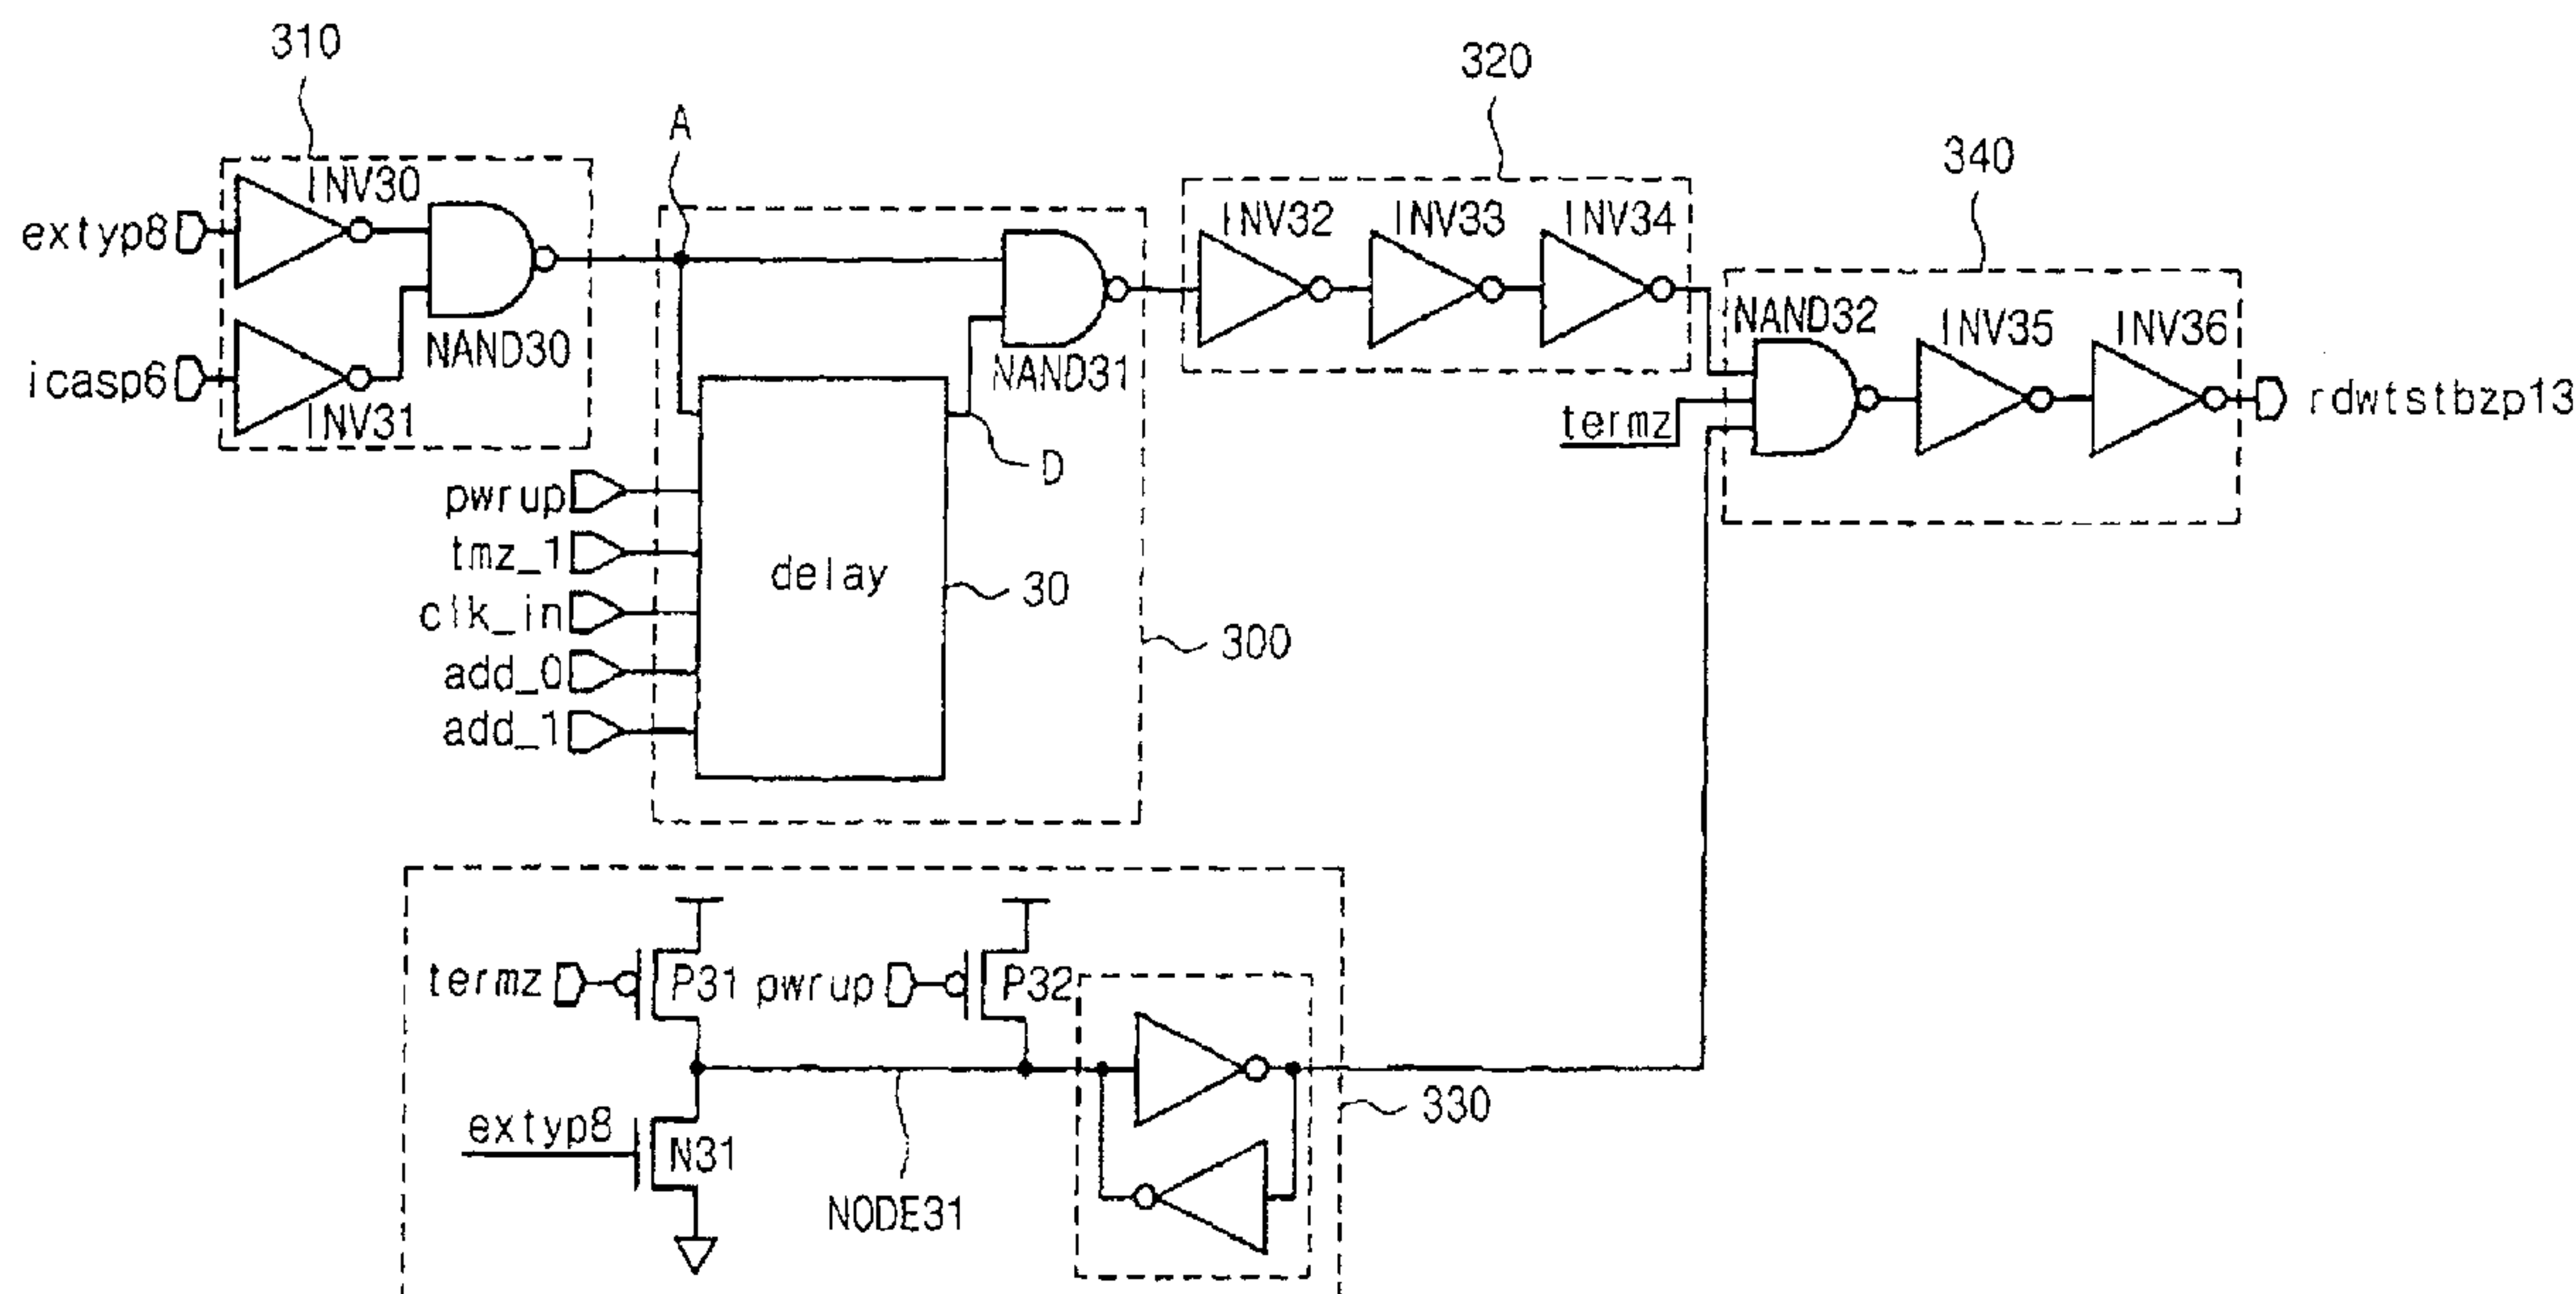 310
320
340
A
extyp8
INV30
NAND30
icasp6
INV31
INV32
INV33
INV34
NAND31
NAND32
INV35
INV36
termz
rdwtstbzp13
D
pwrup
tmz_1
clk_in
add_0
add_1
delay
30
300
termz
P31
pwrup
P32
extyp8
N31
NODE31
330